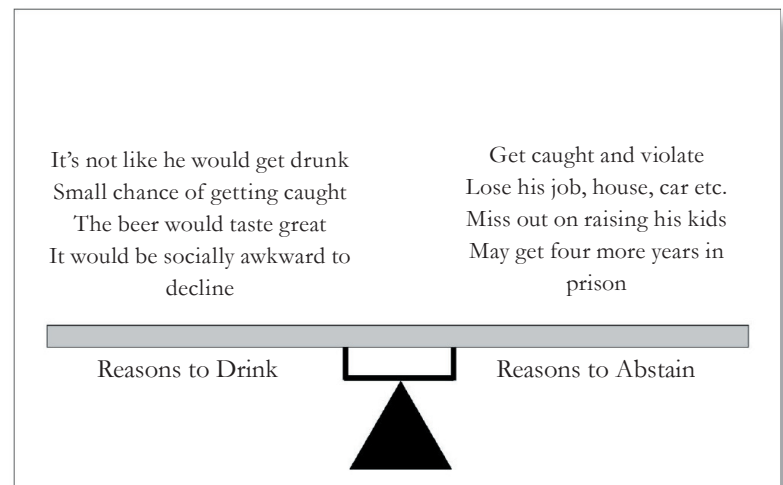 It's not like he would get drunk
Small chance of getting caught
The beer would taste great
It would be socially awkward to
decline
Get caught and violate
Lose his job, house, car etc.
Miss out on raising his kids
May get four more years in
prison
Reasons to Drink
Reasons to Abstain